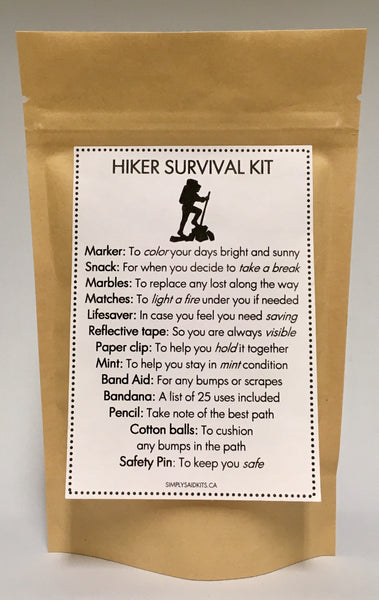 HIKER SURVIVAL KIT
Marker: To color your days bright and sunny
Snack: For when you decide to take a break
Marbles: To replace any lost along the way
Matches: To light a fire under you if needed
Lifesaver: In case you feel you need saving
Reflective tape: So you are always visible
Paper clip: To help you hold it together
Mint: To help you stay in mint condition
Band Aid: For any bumps or scrapes
Bandana: A list of 25 uses included
Pencil: Take note of the best path
Cotton balls: To cushion
any bumps in the path
Safety Pin: To keep you safe
SIMPLYSAIDKITS.CA